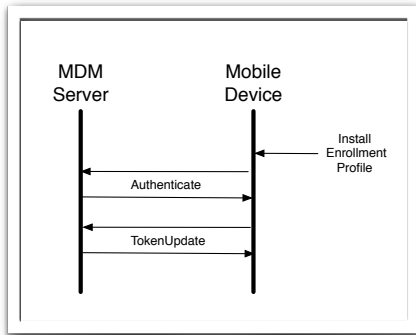 MDM
Server
Mobile
Device
Install
Enrollment
Profile
Authenticate
TokenUpdate